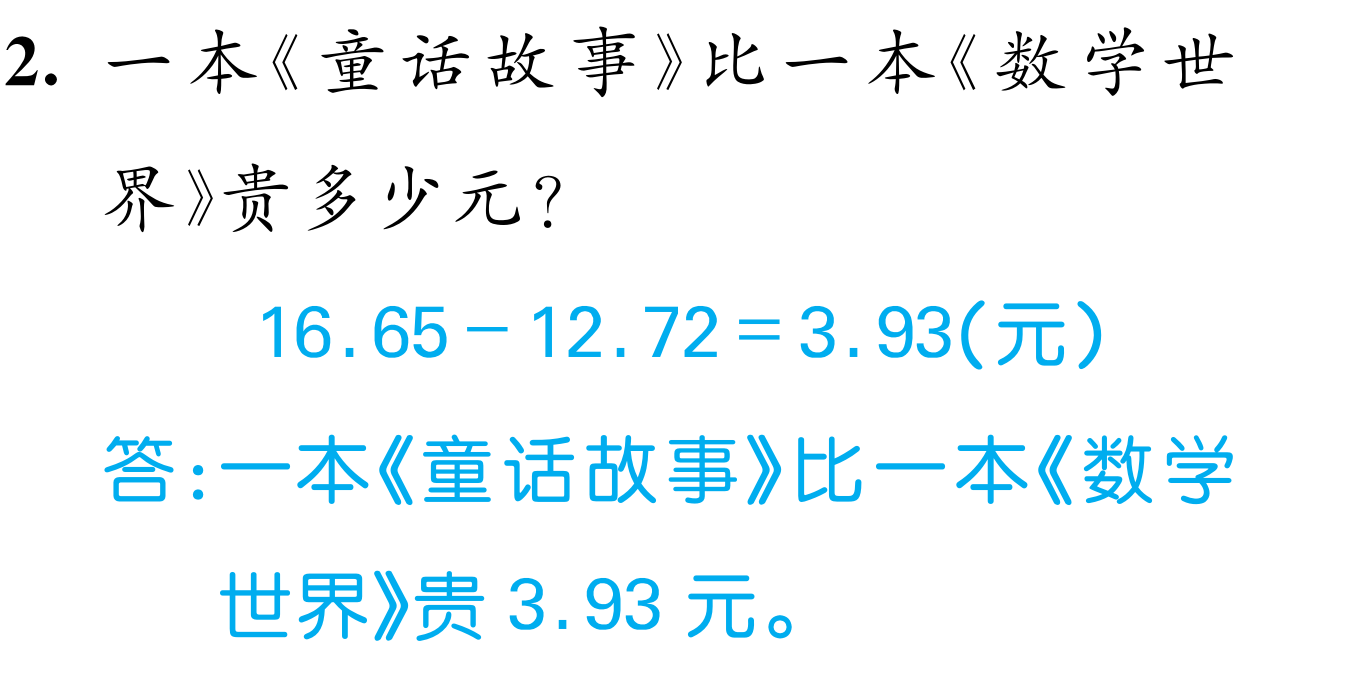 2. 一本《童话故事》比一本《数学世
界》贵多少元?
16.65-12.72=3.93(元)
答:一本《童话故事》比一本《数学
世界》贵 3.93 元。